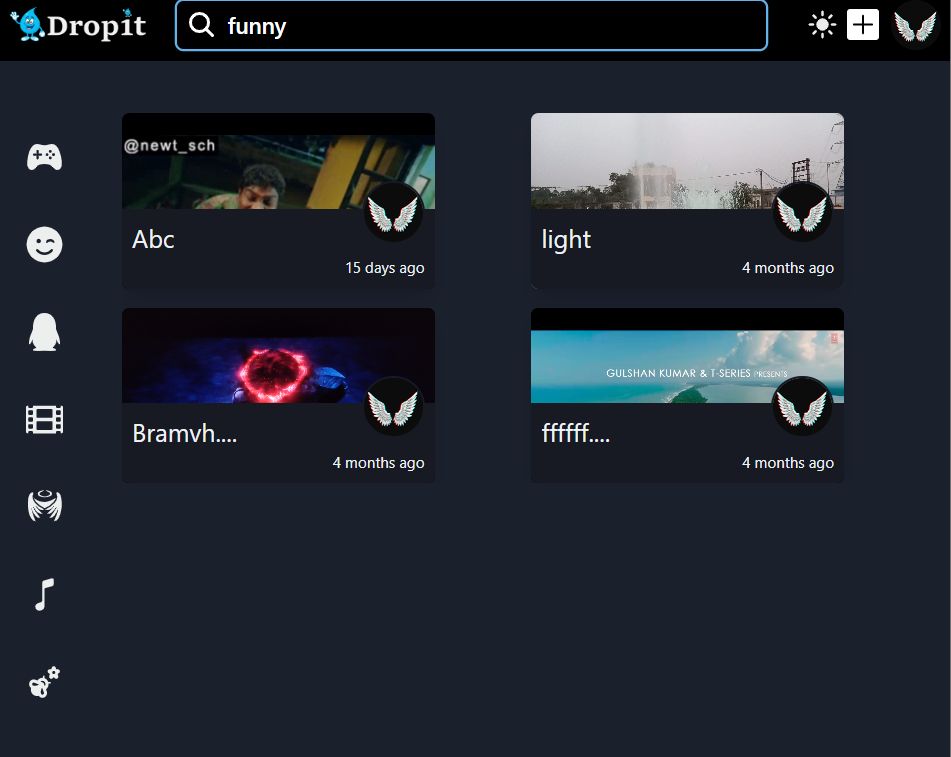 Dropit
funny
@newt_sch
Abc
15 days ago
light
4 months ago
Bramvh....
4 months ago
GULSHAN KUMAR & T-SERIES PRESENTS
ffffff....
4 months ago